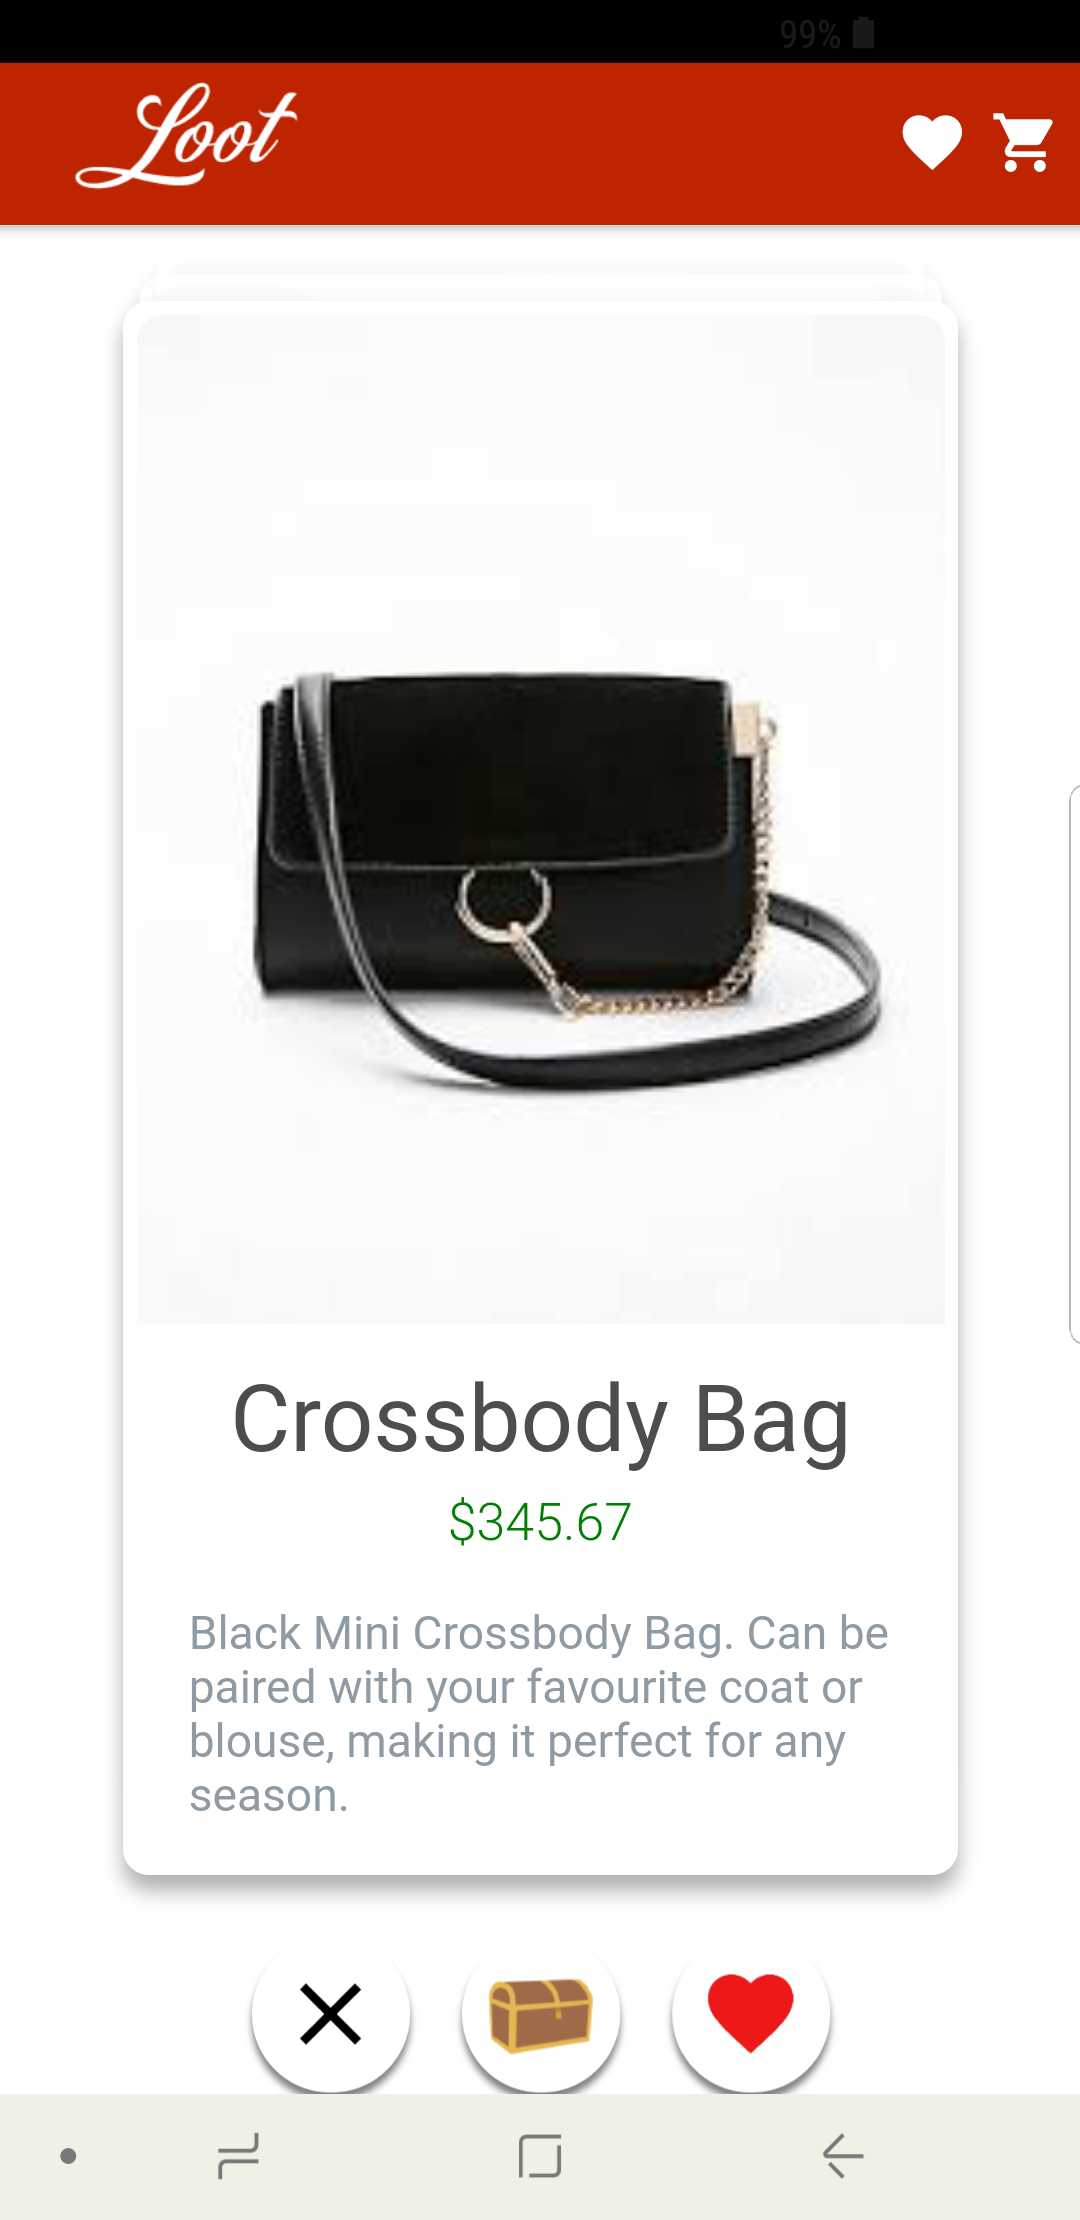 99%
Loot
Crossbody Bag
$345.67
Black Mini Crossbody Bag. Can be
paired with your favourite coat or
blouse, making it perfect for any
season.